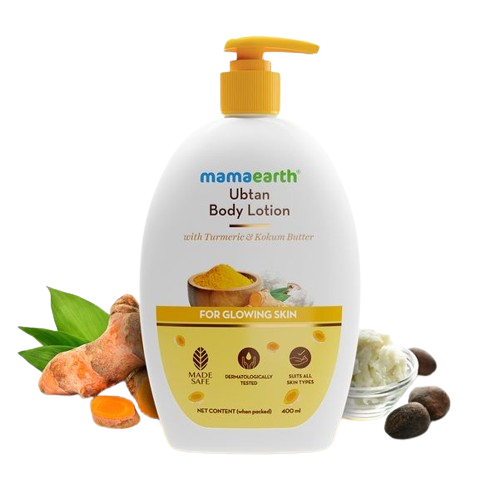 mamaearth®
Ubtan
Body Lotion
with Turmeric & Kokum Butter
FOR GLOWING SKIN
MADE SAFE
DERMATOLOGICALLY TESTED
SUITS ALL SKIN TYPES
NET CONTENT (when packed) 400 ml